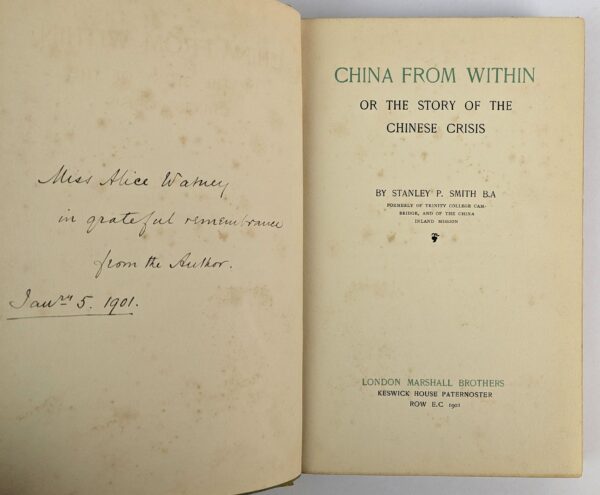 Miss Alice Watney
in grateful remembrance
from the Author.
Janry 5. 1901.
CHINA FROM WITHIN
OR THE STORY OF THE
CHINESE CRISIS
BY STANLEY P. SMITH B.A
FORMERLY OF TRINITY COLLEGE CAM-
BRIDGE, AND OF THE CHINA
INLAND MISSION
LONDON MARSHALL BROTHERS
KESWICK HOUSE PATERNOSTER
ROW E.C 1901